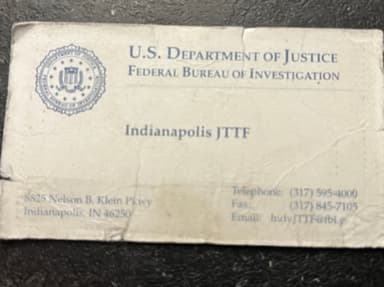 U.S. DEPARTMENT OF JUSTICE
FEDERAL BUREAU OF INVESTIGATION
Indianapolis JTTF
8825 Nelson B. Klein Pkwy
Indianapolis, IN 46250
Telephone: (317) 595-4000
Fax: (317) 845-7105
Email: